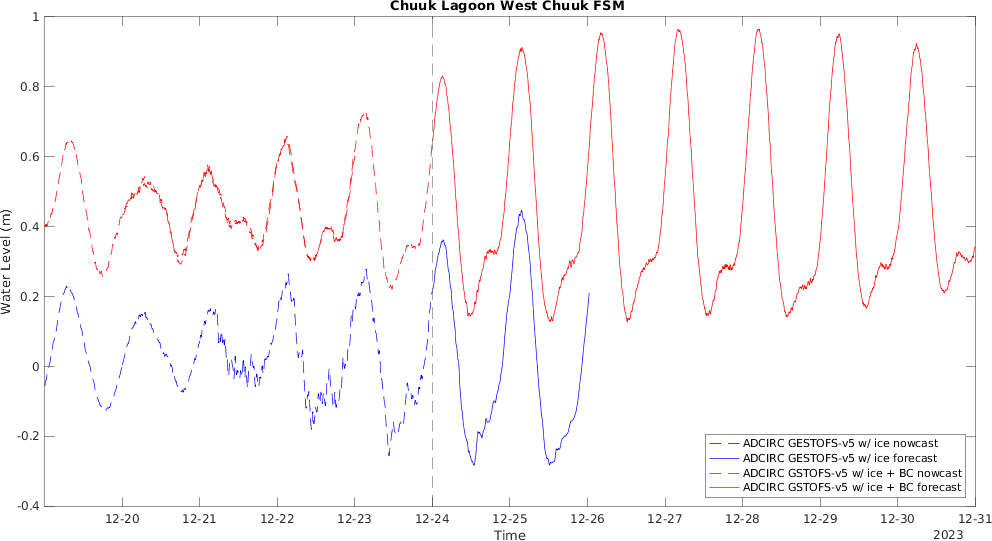 Chuuk Lagoon West Chuuk FSM
1
0.8
0.6
0.4
0.2
0
-0.2
-0.4
Water Level (m)
ADCIRC GESTOFS-v5 w/ ice nowcast
ADCIRC GESTOFS-v5 w/ ice forecast
ADCIRC GSTOFS-v5 w/ ice + BC nowcast
ADCIRC GSTOFS-v5 w/ ice + BC forecast
12-20 12-21 12-22 12-23 12-24 12-25 12-26 12-27 12-28 12-29 12-30 12-31
Time
2023